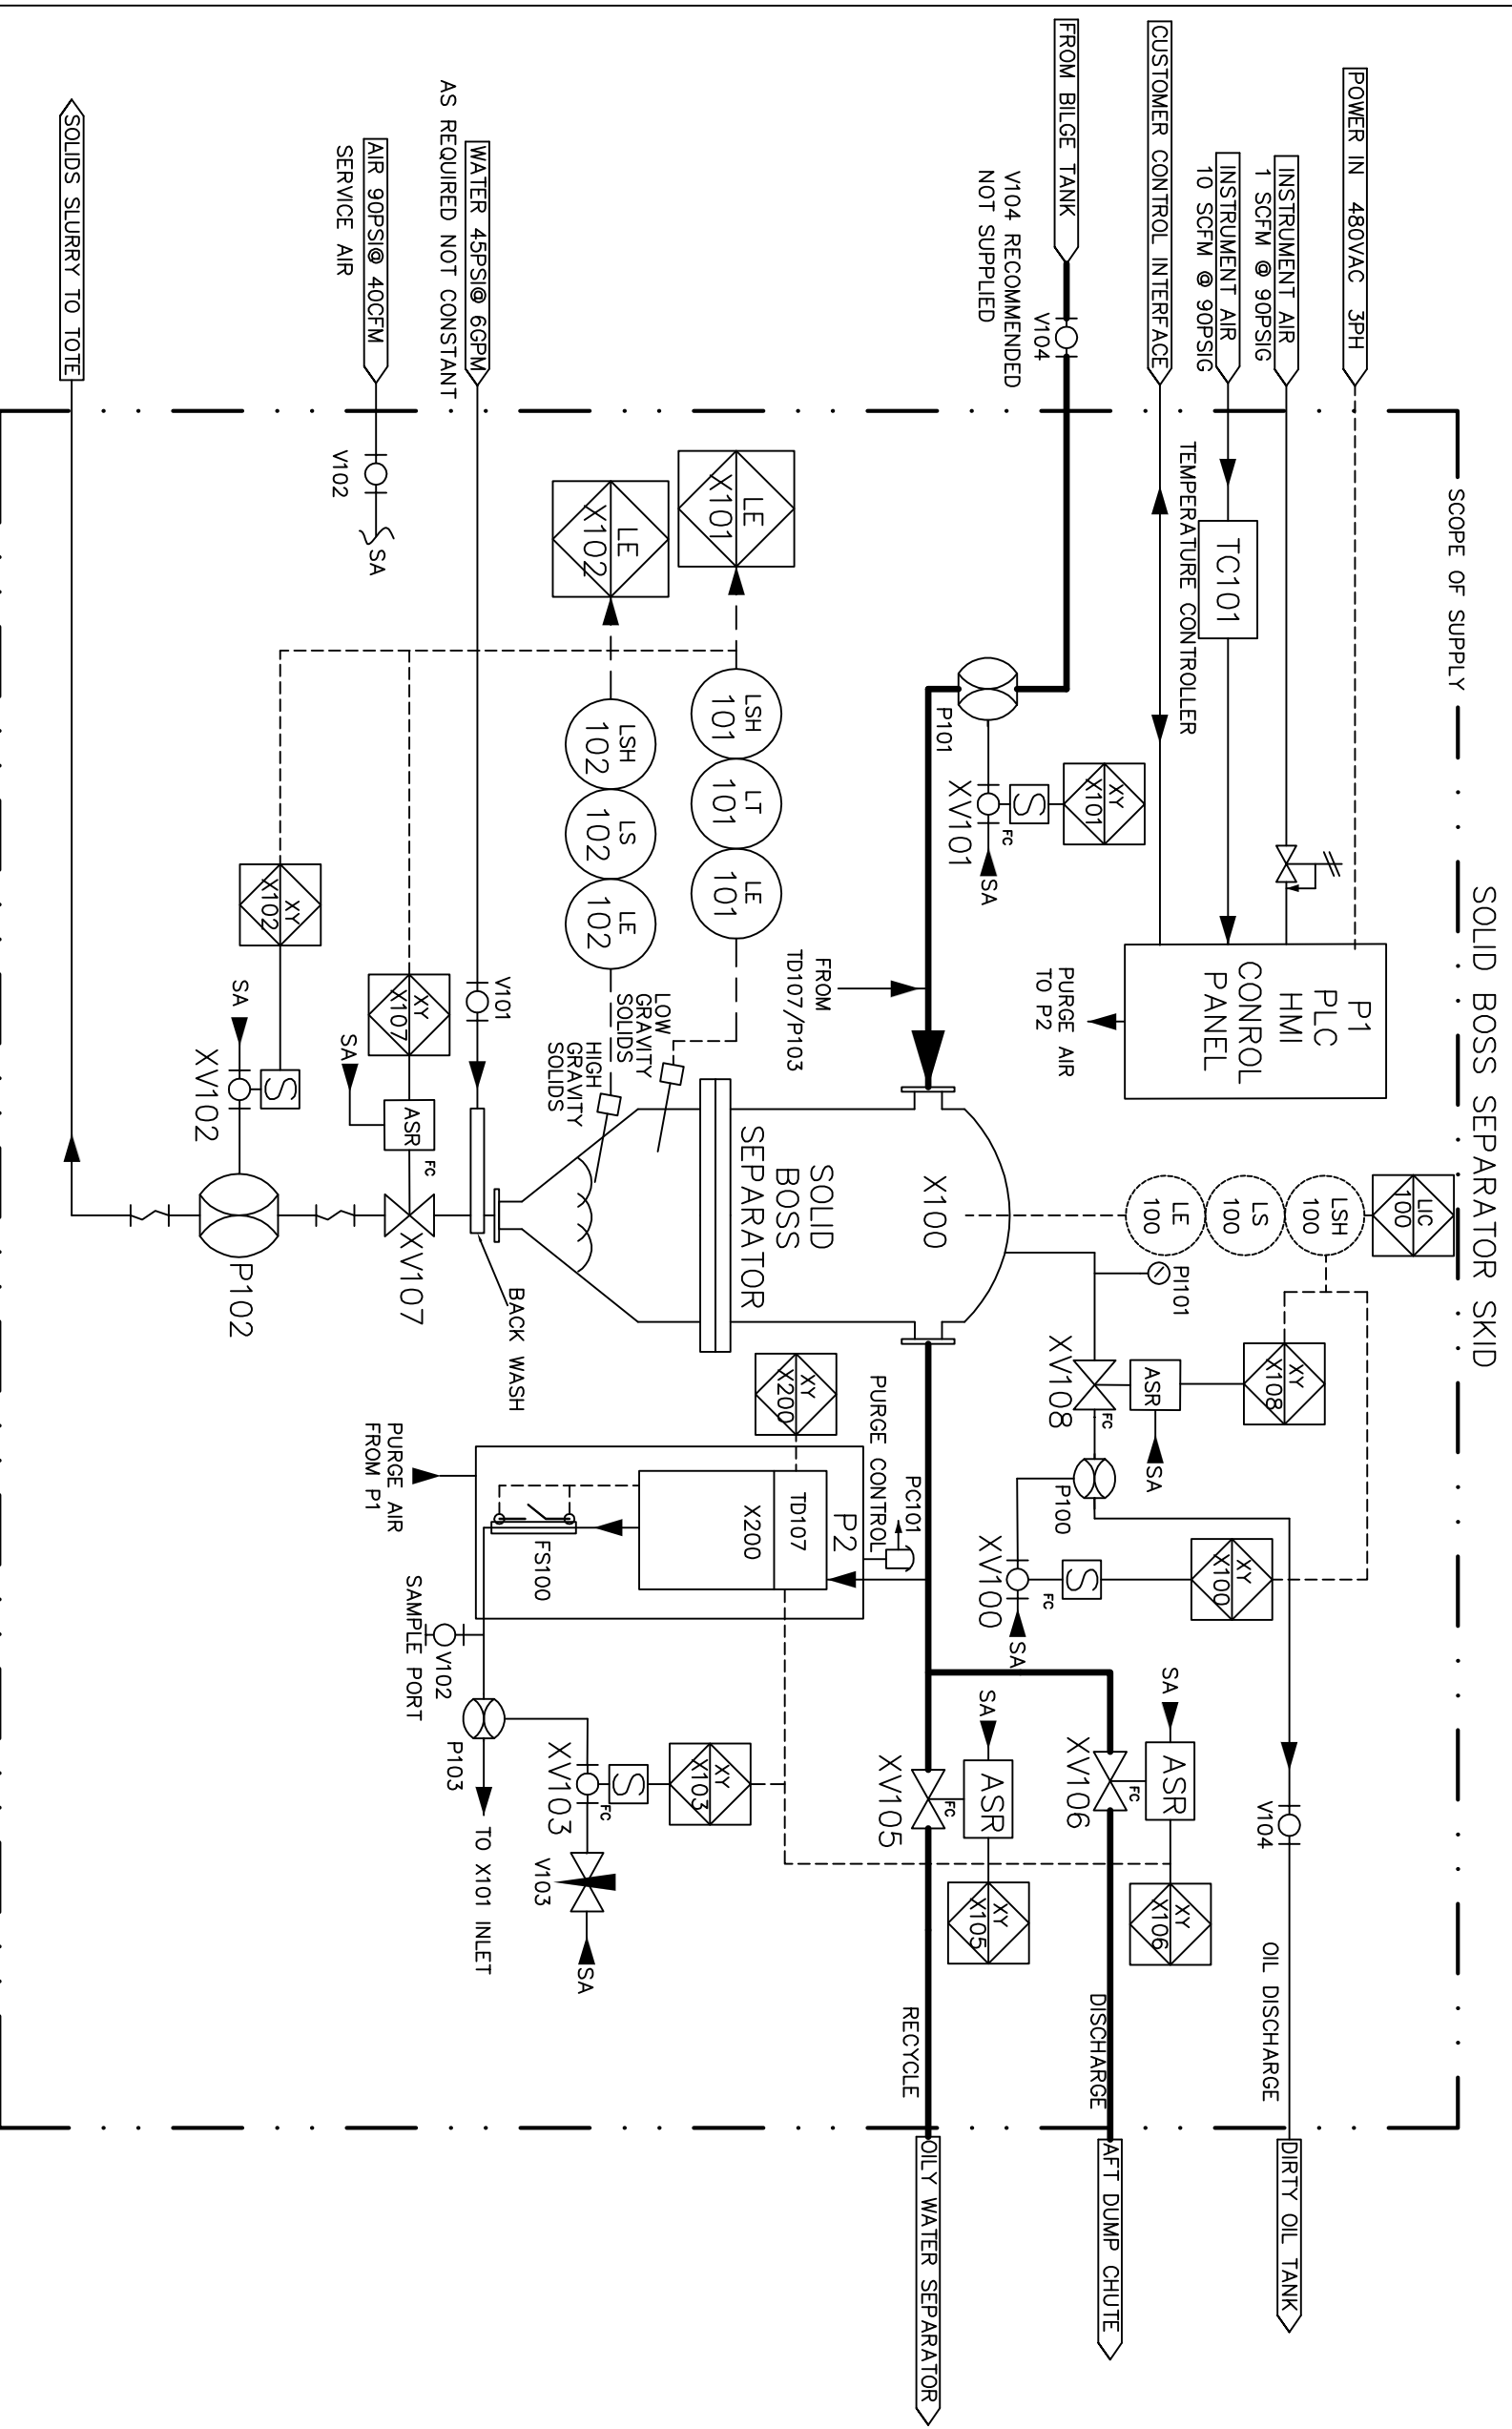 SOLID BOSS SEPARATOR SKID
SCOPE OF SUPPLY
POWER IN 480VAC 3PH
INSTRUMENT AIR
1 SCFM @ 90PSIG
INSTRUMENT AIR
10 SCFM @ 90PSIG
CUSTOMER CONTROL INTERFACE
FROM BILGE TANK
V104
V104 RECOMMENDED
NOT SUPPLIED
WATER 45PSI@ 6GPM
AS REQUIRED NOT CONSTANT
AIR 90PSI@ 40CFM
SERVICE AIR
SOLIDS SLURRY TO TOTE
TC101
TEMPERATURE CONTROLLER
P1
PLC
HMI
CONROL
PANEL
PURGE AIR
TO P2
P101
XY
X101
S
FC
XV101
SA
FROM
TD107/P103
LE
X101
LE
X102
LSH
101
LT
101
LE
101
LSH
102
LS
102
LE
102
LOW
GRAVITY
SOLIDS
HIGH
GRAVITY
SOLIDS
V102
SA
V101
XY
X102
XY
X107
SA
S
XV102
SA
ASR
FC
XV107
P102
BACK WASH
X100
SOLID
BOSS
SEPARATOR
LIC
100
LSH
100
LS
100
LE
100
PI101
XY
X108
ASR
SA
FC
XV108
P100
XY
X100
S
FC
XV100
SA
PC101
PURGE CONTROL
XY
X200
P2
TD107
X200
FS100
PURGE AIR
FROM P1
SAMPLE PORT
V102
P103
TO X101 INLET
XY
X103
S
FC
XV103
V103
SA
SA
ASR
FC
XV105
XY
X105
SA
ASR
FC
XV106
XY
X106
V104
OIL DISCHARGE
DISCHARGE
RECYCLE
DIRTY OIL TANK
AFT DUMP CHUTE
OILY WATER SEPARATOR